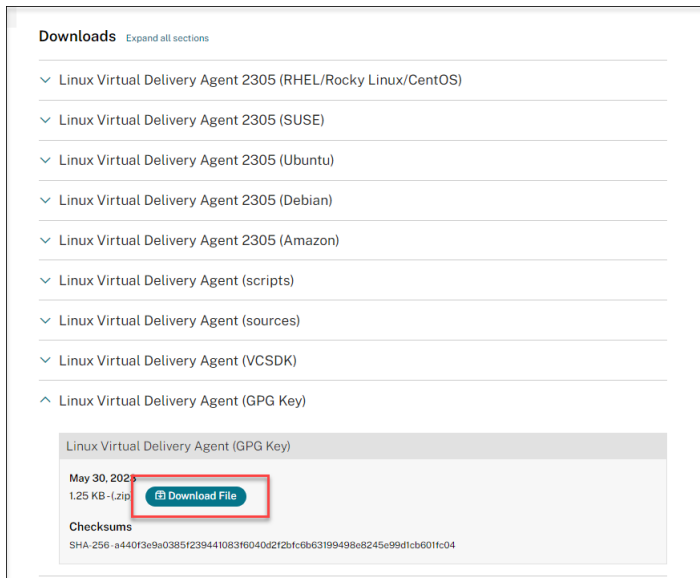 Downloads Expand all sections
Linux Virtual Delivery Agent 2305 (RHEL/Rocky Linux/CentOS)
Linux Virtual Delivery Agent 2305 (SUSE)
Linux Virtual Delivery Agent 2305 (Ubuntu)
Linux Virtual Delivery Agent 2305 (Debian)
Linux Virtual Delivery Agent 2305 (Amazon)
Linux Virtual Delivery Agent (scripts)
Linux Virtual Delivery Agent (sources)
Linux Virtual Delivery Agent (VCSDK)
Linux Virtual Delivery Agent (GPG Key)
Linux Virtual Delivery Agent (GPG Key)
May 30, 2023
1.25 KB - (.zip) Download File
Checksums
SHA-256 - a440f3e9a0385f239441083f6040d2f2bfc6b63199498e8245e99d1cb601fc04